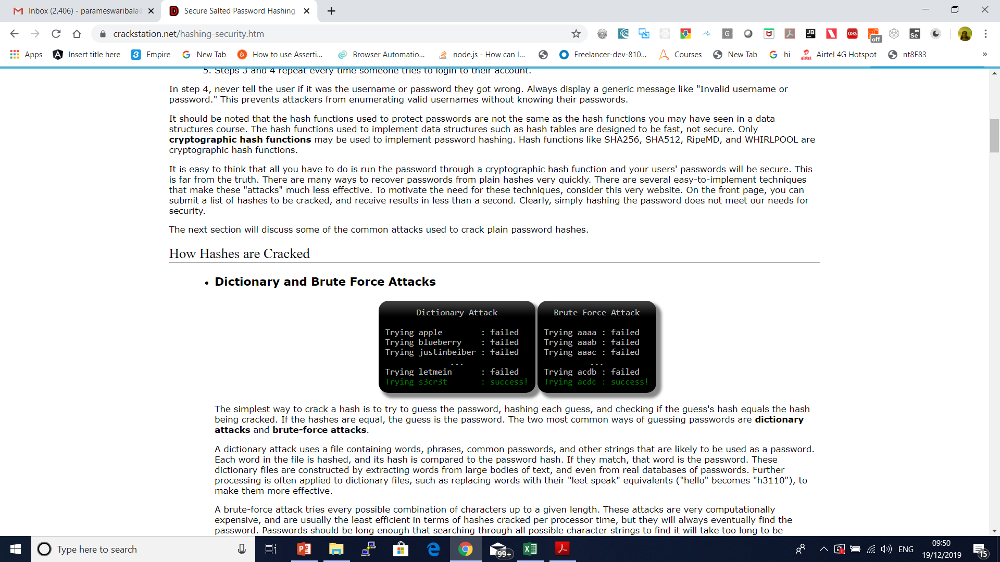 Inbox (2,406) - parameswaribala
Secure Salted Password Hashing
crackstation.net/hashing-security.htm
Apps
Insert title here
Empire
New Tab
How to use Asserti...
Browser Automatio...
node.js - How can I...
Freelancer-dev-810...
Courses
New Tab
hi
Airtel 4G Hotspot
nt8F83
»
5. Steps 3 and 4 repeat every time someone tries to login to their account.
In step 4, never tell the user if it was the username or password they got wrong. Always display a generic message like "Invalid username or
password." This prevents attackers from enumerating valid usernames without knowing their passwords.
It should be noted that the hash functions used to protect passwords are not the same as the hash functions you may have seen in a data
structures course. The hash functions used to implement data structures such as hash tables are designed to be fast, not secure. Only
cryptographic hash functions may be used to implement password hashing. Hash functions like SHA256, SHA512, RipeMD, and WHIRLPOOL are
cryptographic hash functions.
It is easy to think that all you have to do is run the password through a cryptographic hash function and your users' passwords will be secure. This
is far from the truth. There are many ways to recover passwords from plain hashes very quickly. There are several easy-to-implement techniques
that make these "attacks" much less effective. To motivate the need for these techniques, consider this very website. On the front page, you can
submit a list of hashes to be cracked, and receive results in less than a second. Clearly, simply hashing the password does not meet our needs for
security.
The next section will discuss some of the common attacks used to crack plain password hashes.
How Hashes are Cracked
• Dictionary and Brute Force Attacks
Dictionary Attack
Trying apple : failed
Trying blueberry : failed
Trying justinbeiber : failed
...
Trying letmein : failed
Trying s3cr3t : success!
Brute Force Attack
Trying aaaa : failed
Trying aaab : failed
Trying aaac : failed
...
Trying acdb : failed
Trying acdc : success!
The simplest way to crack a hash is to try to guess the password, hashing each guess, and checking if the guess's hash equals the hash
being cracked. If the hashes are equal, the guess is the password. The two most common ways of guessing passwords are dictionary
attacks and brute-force attacks.
A dictionary attack uses a file containing words, phrases, common passwords, and other strings that are likely to be used as a password.
Each word in the file is hashed, and its hash is compared to the password hash. If they match, that word is the password. These
dictionary files are constructed by extracting words from large bodies of text, and even from real databases of passwords. Further
processing is often applied to dictionary files, such as replacing words with their "leet speak" equivalents ("hello" becomes "h3110"), to
make them more effective.
A brute-force attack tries every possible combination of characters up to a given length. These attacks are very computationally
expensive, and are usually the least efficient in terms of hashes cracked per processor time, but they will always eventually find the
password. Passwords should be long enough that searching through all possible character strings to find it will take too long to be
Type here to search
99+
ENG
09:50
19/12/2019
15